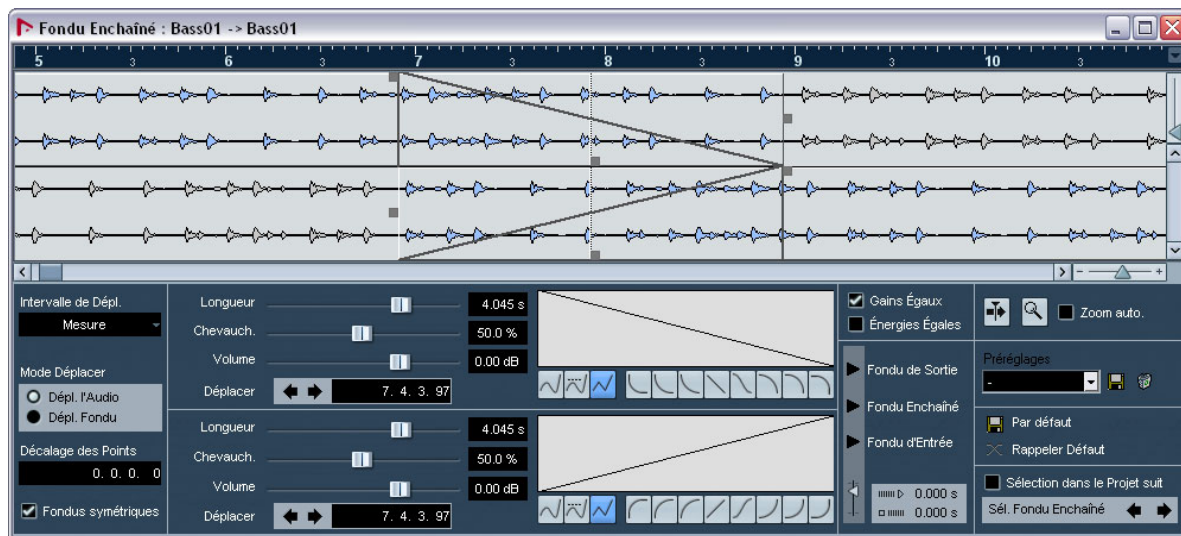 Fondu Enchaîné : Bass01 -> Bass01
5 3 6 3 7 3 8 3 9 3 10 3
Intervalle de Dépl.
Mesure
Mode Déplacer
Dépl. l'Audio
Dépl. Fondu
Décalage des Points
0. 0. 0. 0
Fondus symétriques
Longueur 4.045 s
Chevauch. 50.0 %
Volume 0.00 dB
Déplacer 7. 4. 3. 97
Longueur 4.045 s
Chevauch. 50.0 %
Volume 0.00 dB
Déplacer 7. 4. 3. 97
Gains Égaux
Énergies Égales
Fondu de Sortie
Fondu Enchaîné
Fondu d'Entrée
0.000 s
0.000 s
Zoom auto.
Préréglages
-
Par défaut
Rappeler Défaut
Sélection dans le Projet suit
Sél. Fondu Enchaîné